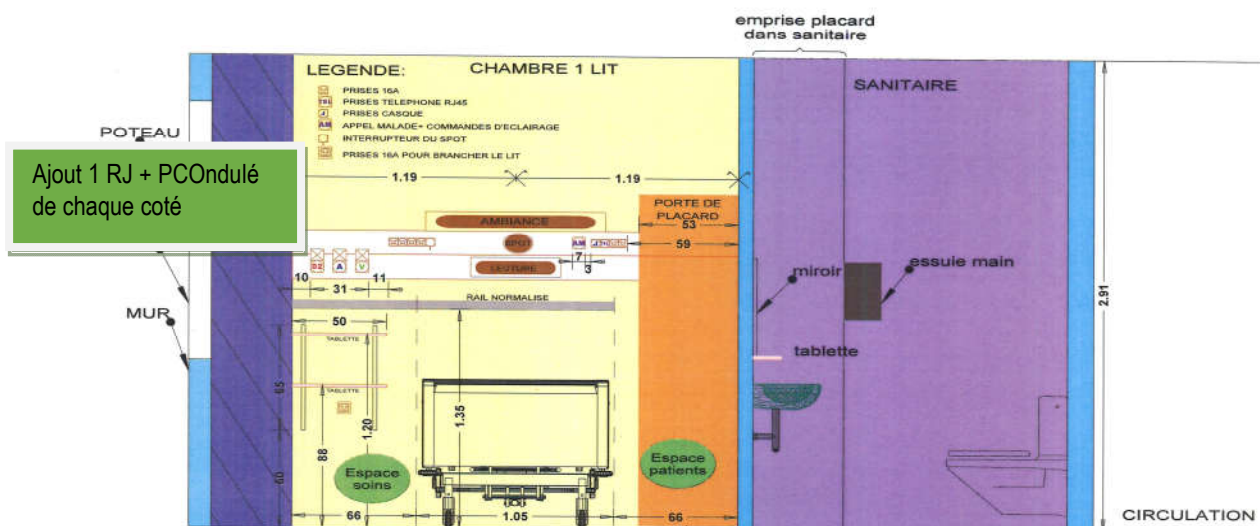 emprise placard
dans sanitaire
LEGENDE:
CHAMBRE 1 LIT
SANITAIRE
PRISES 16A
TEL
PRISES TELEPHONE RJ45
PRISES CASQUE
AM
APPEL MALADE+ COMMANDES D'ECLAIRAGE
INTERRUPTEUR DU SPOT
PRISES 16A POUR BRANCHER LE LIT
POTEAU
Ajout 1 RJ + PCOndulé
de chaque coté
1.19
1.19
PORTE DE
PLACARD
53
AMBIANCE
SPOT
AM
59
7
3
LECTURE
A
V
10
31
11
miroir
essuie main
2.91
MUR
RAIL NORMALISE
50
TABLETTE
tablette
TABLETTE
65
1.20
1.35
88
60
Espace
soins
Espace
patients
66
1.05
66
CIRCULATION